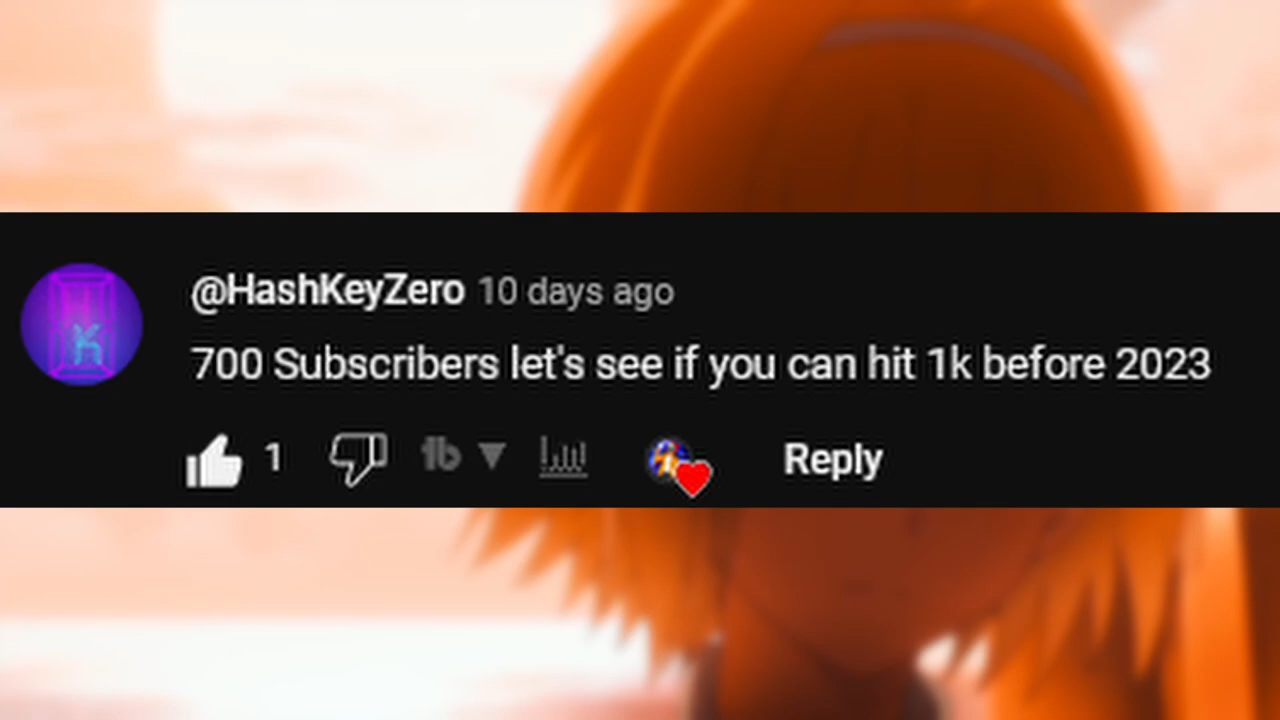 @HashKeyZero 10 days ago
700 Subscribers let's see if you can hit 1k before 2023
1 Reply